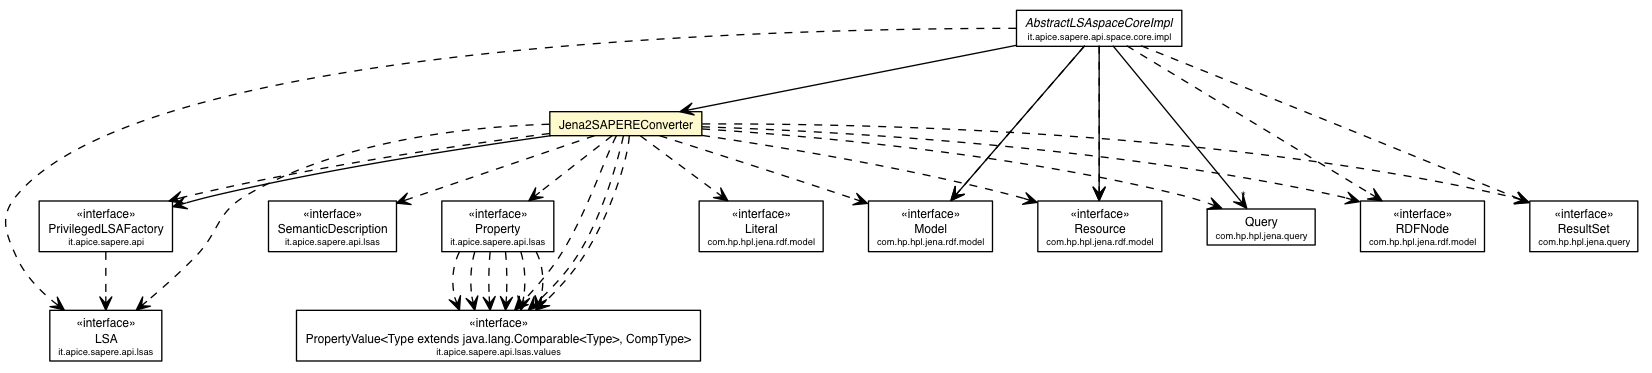 AbstractLSAspaceCoreImpl
it.apice.sapere.api.space.core.impl
Jena2SAPEREConverter
«interface»
PrivilegedLSAFactory
it.apice.sapere.api
«interface»
SemanticDescription
it.apice.sapere.api.lsas
«interface»
Property
it.apice.sapere.api.lsas
«interface»
Literal
com.hp.hpl.jena.rdf.model
«interface»
Model
com.hp.hpl.jena.rdf.model
«interface»
Resource
com.hp.hpl.jena.rdf.model
Query
com.hp.hpl.jena.query
«interface»
RDFNode
com.hp.hpl.jena.rdf.model
«interface»
ResultSet
com.hp.hpl.jena.query
«interface»
LSA
it.apice.sapere.api.lsas
«interface»
PropertyValue<Type extends java.lang.Comparable<Type>, CompType>
it.apice.sapere.api.lsas.values